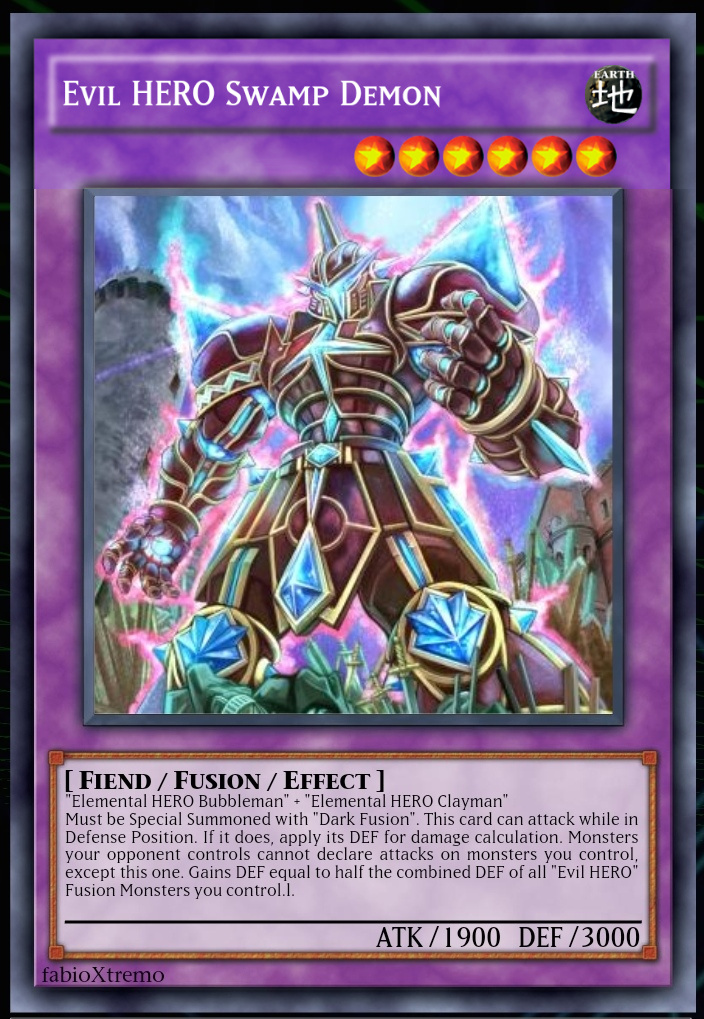 Evil HERO Swamp Demon
EARTH
地
[ Fiend / Fusion / Effect ]
"Elemental HERO Bubbleman" + "Elemental HERO Clayman"
Must be Special Summoned with "Dark Fusion". This card can attack while in
Defense Position. If it does, apply its DEF for damage calculation. Monsters
your opponent controls cannot declare attacks on monsters you control,
except this one. Gains DEF equal to half the combined DEF of all "Evil HERO"
Fusion Monsters you control.l.
ATK/1900 DEF/3000
fabioXtremo